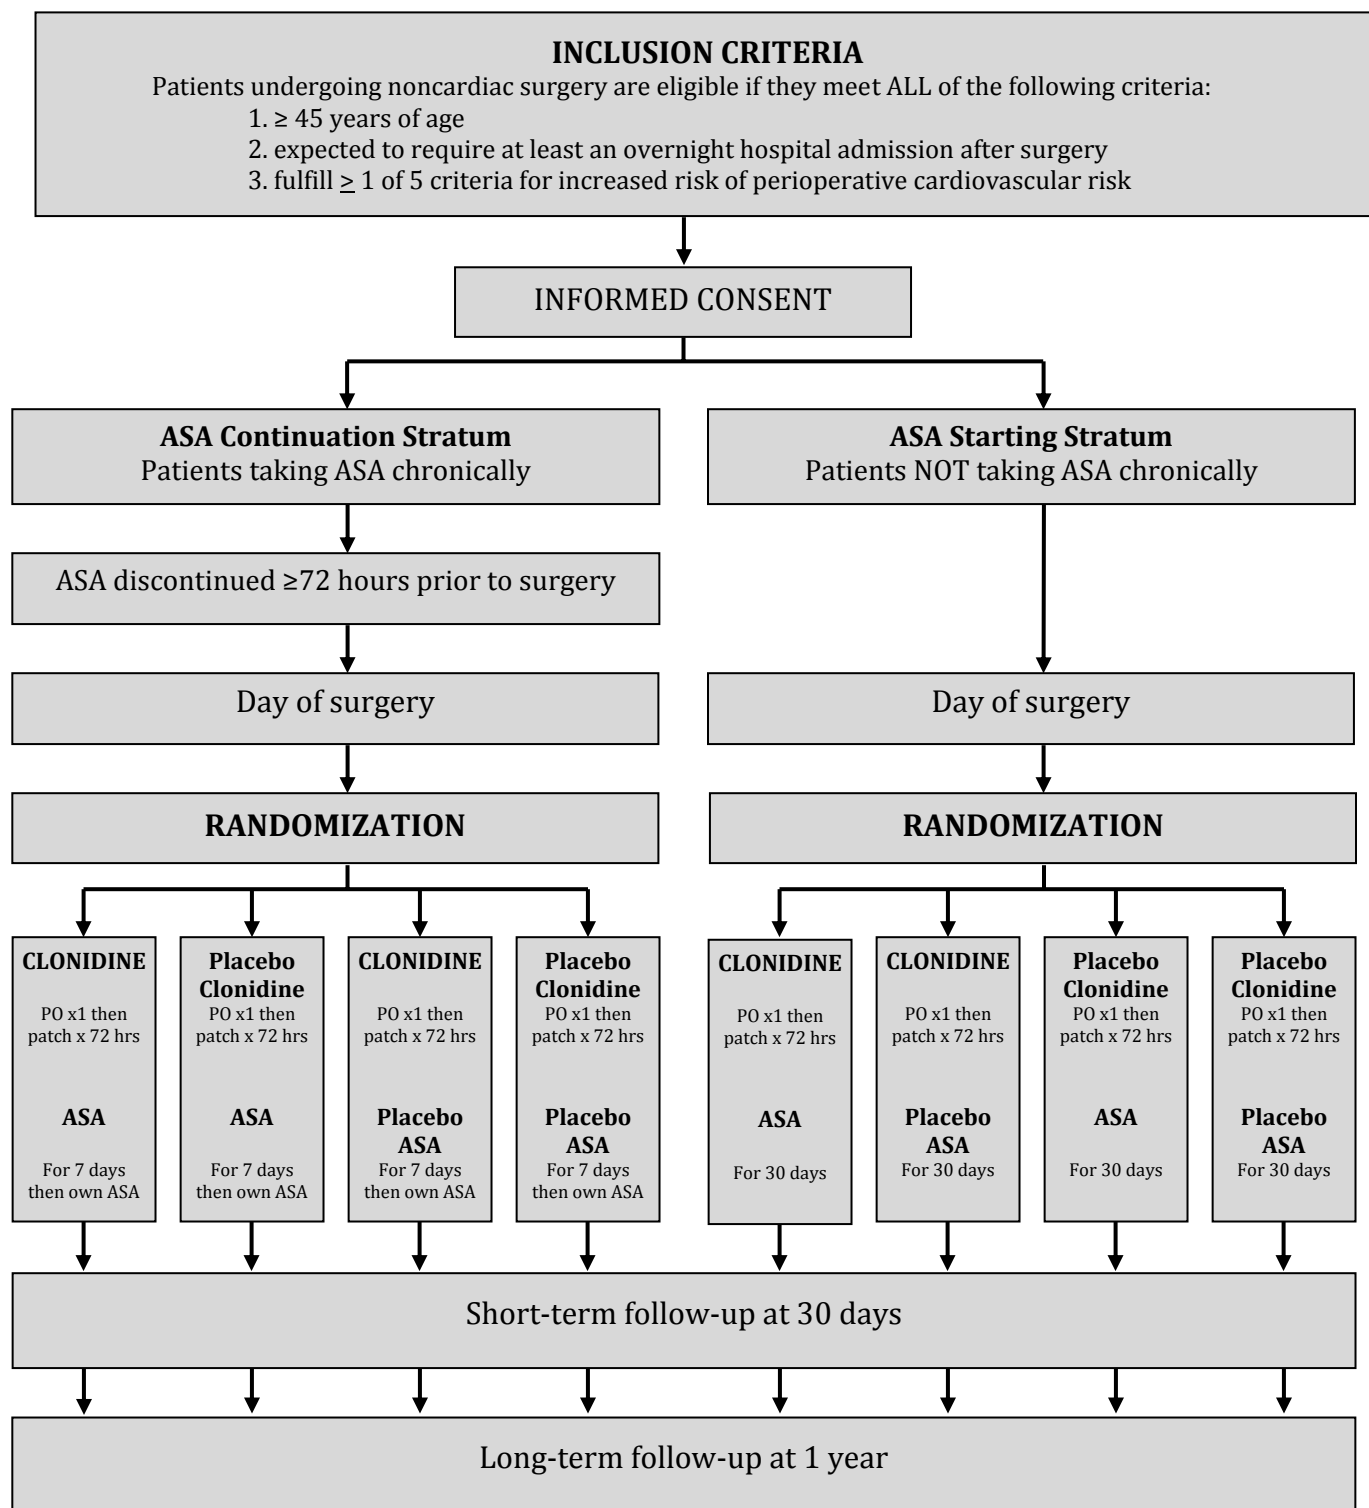 INCLUSION CRITERIA
Patients undergoing noncardiac surgery are eligible if they meet ALL of the following criteria:
1. ≥ 45 years of age
2. expected to require at least an overnight hospital admission after surgery
3. fulfill ≥ 1 of 5 criteria for increased risk of perioperative cardiovascular risk
INFORMED CONSENT
ASA Continuation Stratum
Patients taking ASA chronically
ASA Starting Stratum
Patients NOT taking ASA chronically
ASA discontinued ≥72 hours prior to surgery
Day of surgery
Day of surgery
RANDOMIZATION
RANDOMIZATION
CLONIDINE
PO x1 then
patch x 72 hrs
ASA
For 7 days
then own ASA
Placebo
Clonidine
PO x1 then
patch x 72 hrs
ASA
For 7 days
then own ASA
CLONIDINE
PO x1 then
patch x 72 hrs
Placebo
ASA
For 7 days
then own ASA
Placebo
Clonidine
PO x1 then
patch x 72 hrs
Placebo
ASA
For 7 days
then own ASA
CLONIDINE
PO x1 then
patch x 72 hrs
ASA
For 30 days
CLONIDINE
PO x1 then
patch x 72 hrs
Placebo
ASA
For 30 days
Placebo
Clonidine
PO x1 then
patch x 72 hrs
ASA
For 30 days
Placebo
Clonidine
PO x1 then
patch x 72 hrs
Placebo
ASA
For 30 days
Short-term follow-up at 30 days
Long-term follow-up at 1 year